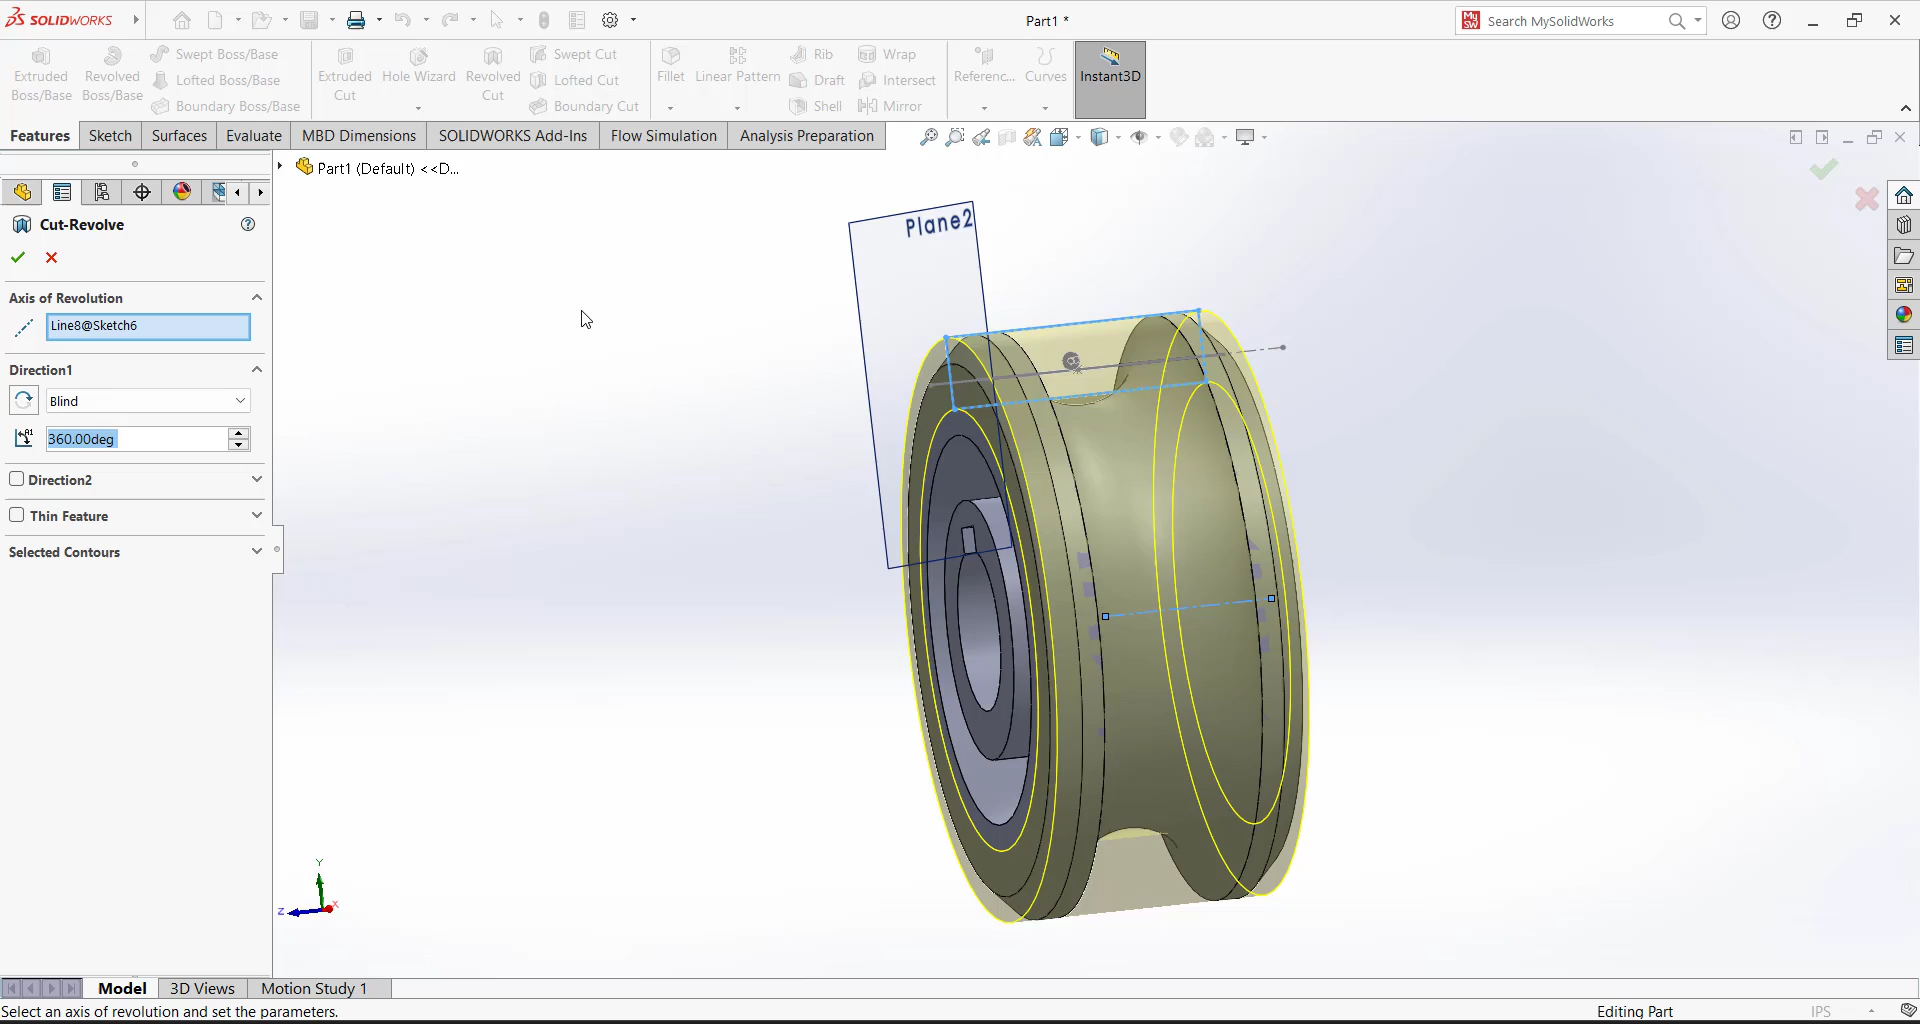 SOLIDWORKS
Part1 *
Search MySolidWorks
Extruded Boss/Base
Revolved Boss/Base
Swept Boss/Base
Lofted Boss/Base
Boundary Boss/Base
Extruded Cut
Hole Wizard
Revolved Cut
Swept Cut
Lofted Cut
Boundary Cut
Fillet
Linear Pattern
Rib
Draft
Shell
Wrap
Intersect
Mirror
Referenc...
Curves
Instant3D
Features
Sketch
Surfaces
Evaluate
MBD Dimensions
SOLIDWORKS Add-Ins
Flow Simulation
Analysis Preparation
Part1 (Default) <<D...
Cut-Revolve
Axis of Revolution
Line8@Sketch6
Direction1
Blind
360.00deg
Direction2
Thin Feature
Selected Contours
Plane2
Y
Z
X
Model
3D Views
Motion Study 1
Select an axis of revolution and set the parameters.
Editing Part
IPS